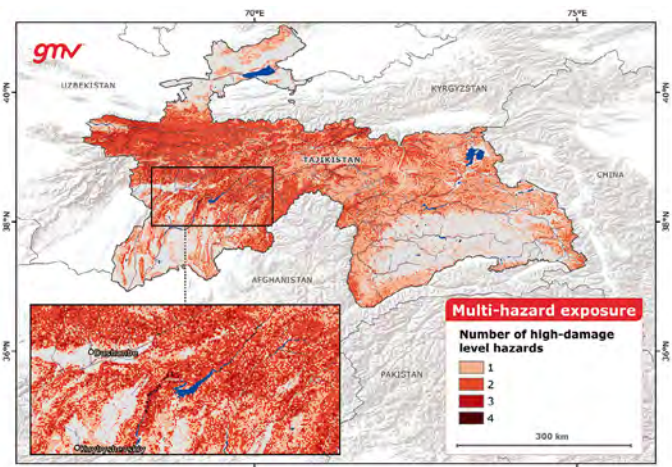 70°E
75°E
gmv
UZBEKISTAN
KYRGYZSTAN
40°N
40°N
TAJIKISTAN
CHINA
38°N
38°N
AFGHANISTAN
Multi-hazard exposure
Number of high-damage
level hazards
1
2
3
4
300 km
Dushanbe
36°N
36°N
PAKISTAN